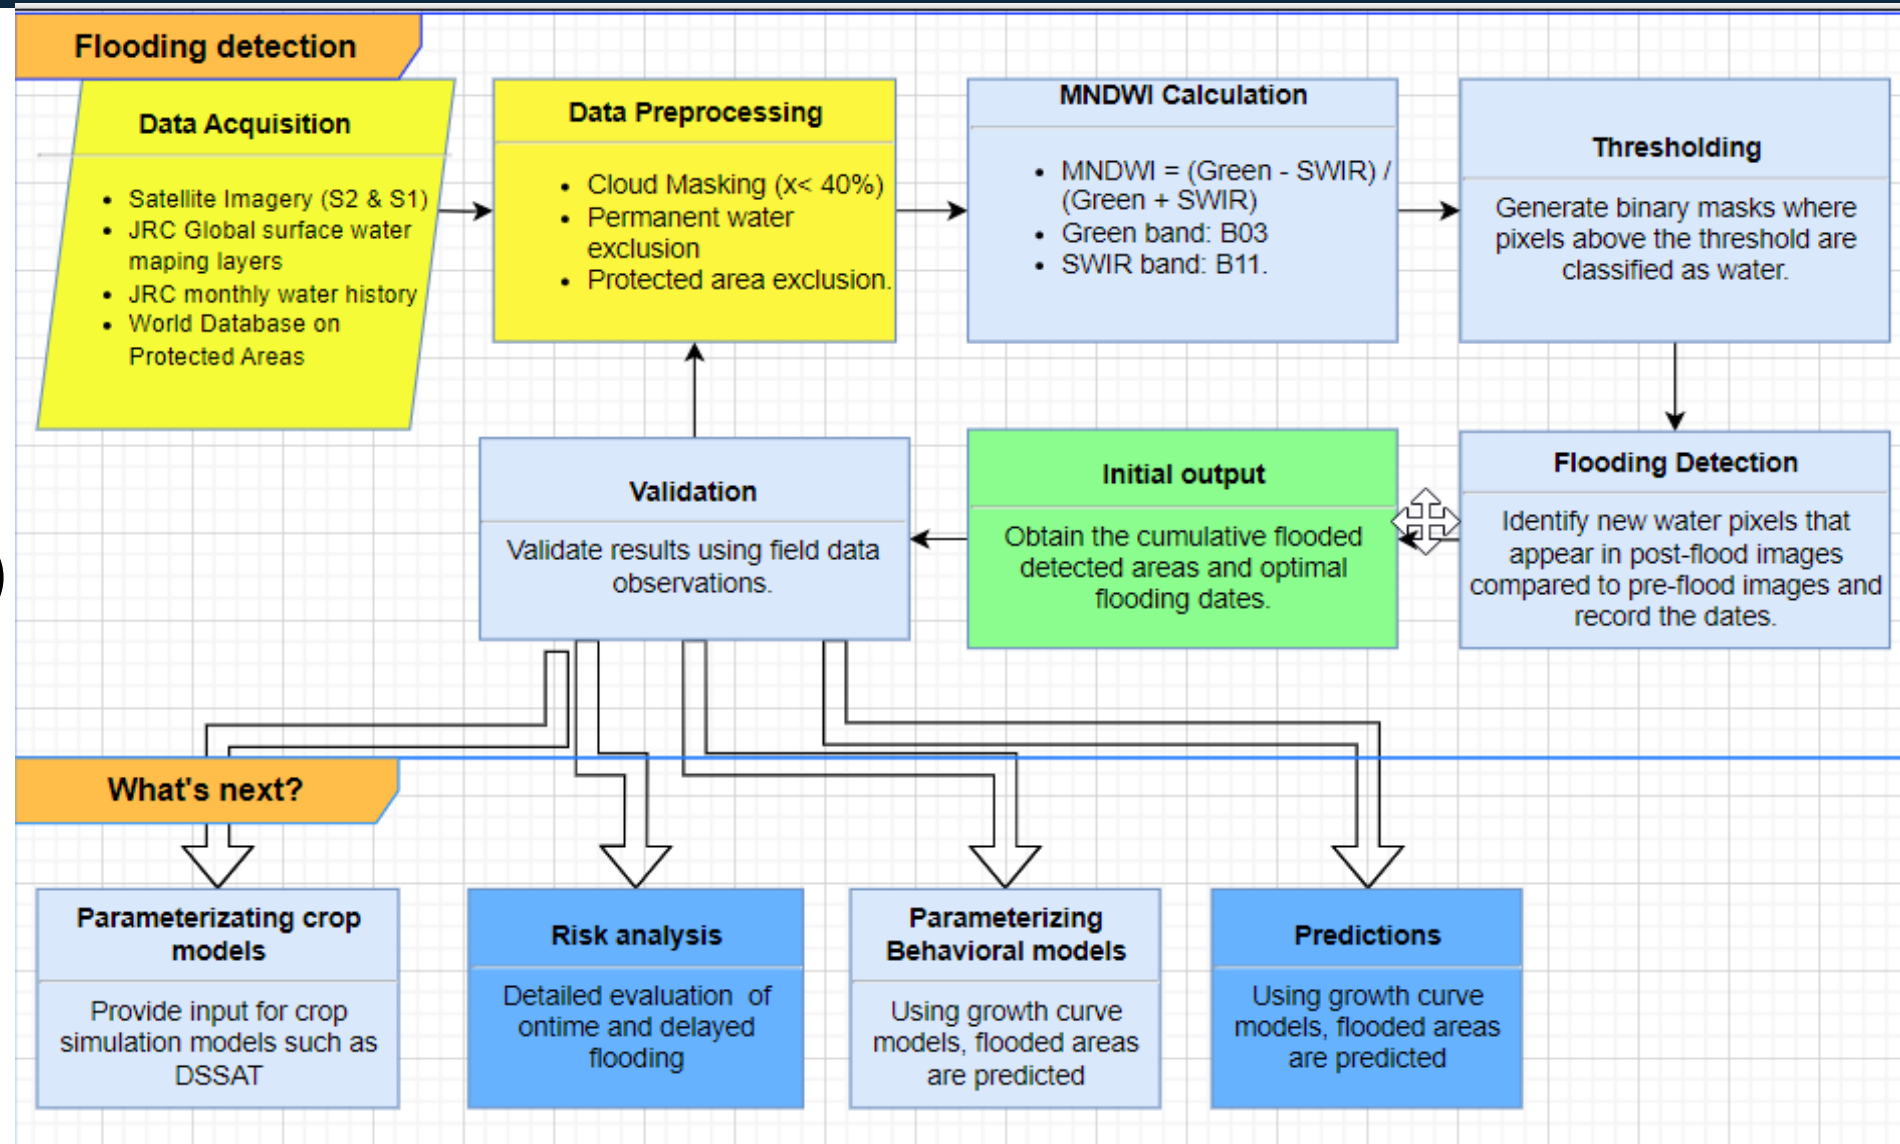 Flooding detection
Data Acquisition
• Satellite Imagery (S2 & S1)
• JRC Global surface water
maping layers
• JRC monthly water history
• World Database on
Protected Areas
Data Preprocessing
• Cloud Masking (x< 40%)
• Permanent water
exclusion
• Protected area exclusion.
MNDWI Calculation
• MNDWI = (Green - SWIR) /
(Green + SWIR)
• Green band: B03
• SWIR band: B11.
Thresholding
Generate binary masks where
pixels above the threshold are
classified as water.
Validation
Validate results using field data
observations.
Initial output
Obtain the cumulative flooded
detected areas and optimal
flooding dates.
Flooding Detection
Identify new water pixels that
appear in post-flood images
compared to pre-flood images and
record the dates.
)
What's next?
Parameterizating crop
models
Provide input for crop
simulation models such as
DSSAT
Risk analysis
Detailed evaluation of
ontime and delayed
flooding
Parameterizing
Behavioral models
Using growth curve
models, flooded areas
are predicted
Predictions
Using growth curve
models, flooded areas
are predicted